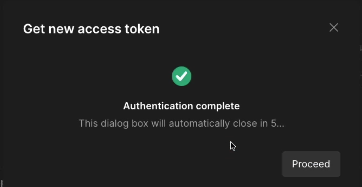 Get new access token
Authentication complete
This dialog box will automatically close in 5...
Proceed